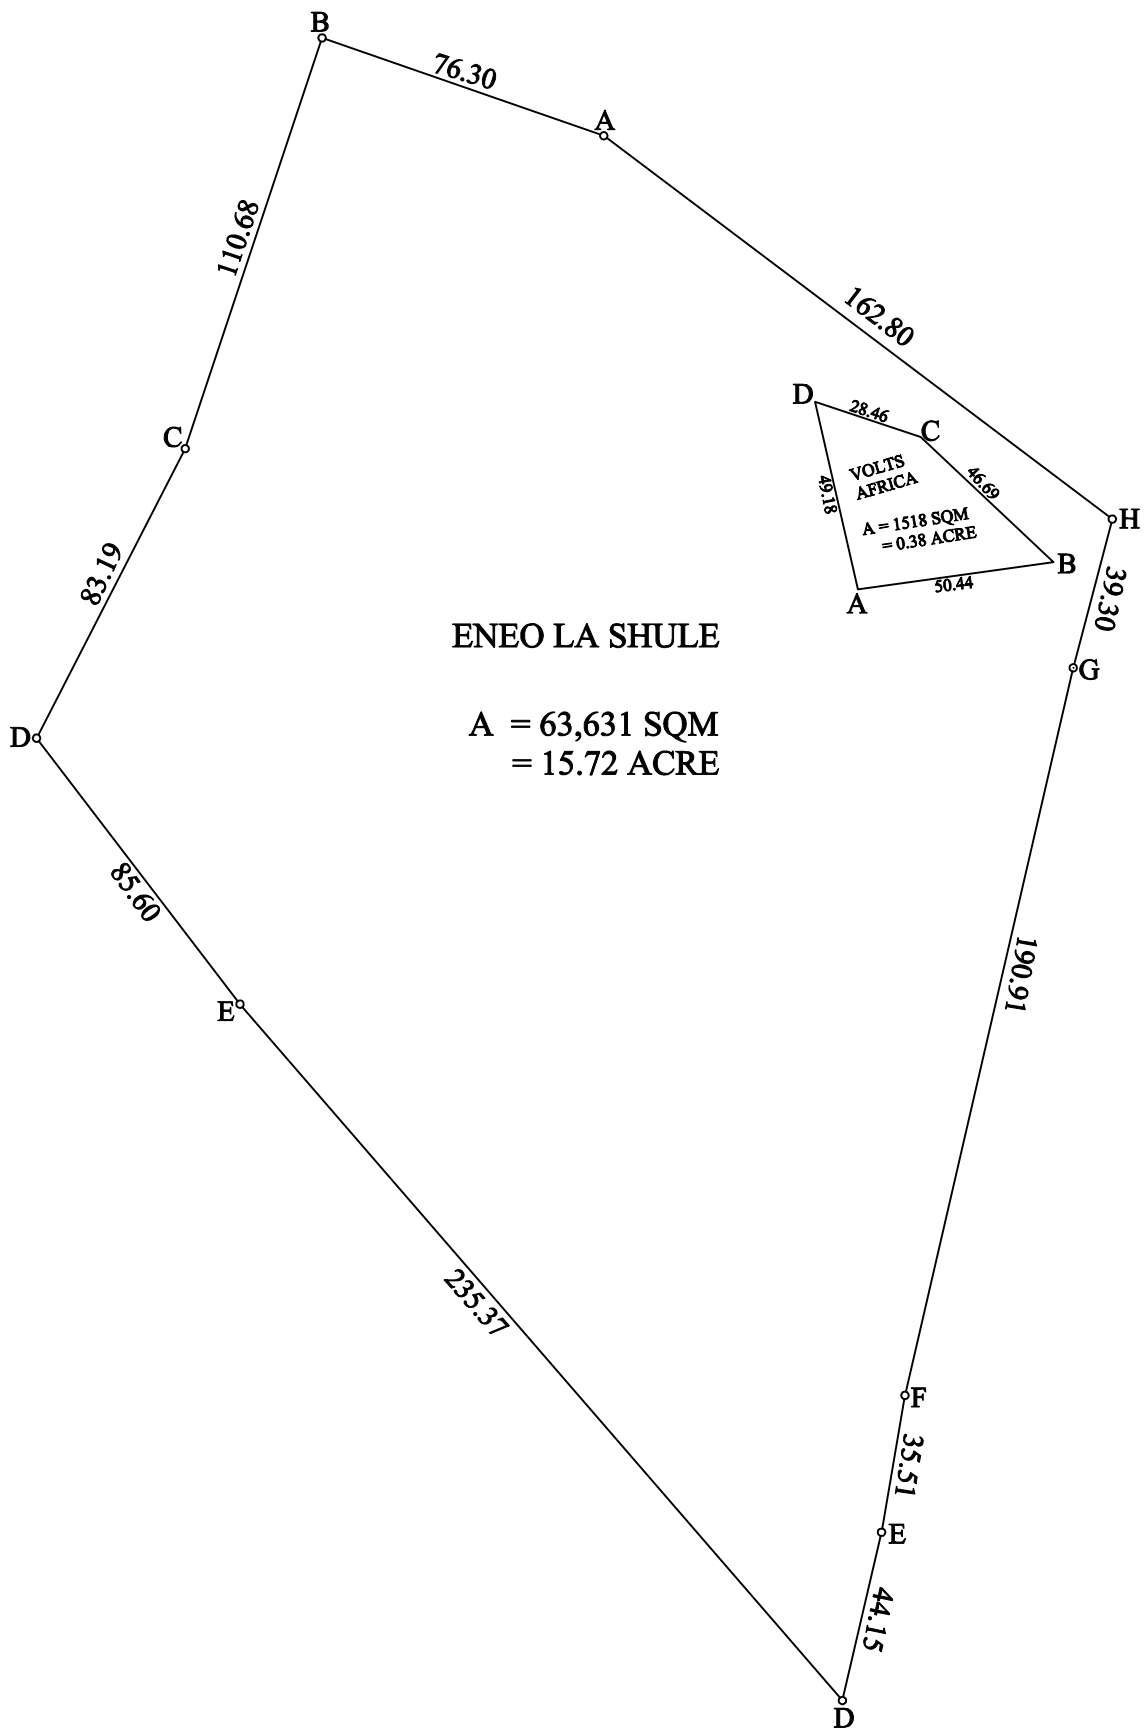 B
76.30
A
110.68
162.80
D
28.46
C
C
VOLTS
AFRICA
46.69
49.18
A = 1518 SQM
= 0.38 ACRE
H
B
50.44
A
39.30
83.19
ENEO LA SHULE
G
A = 63,631 SQM
= 15.72 ACRE
D
85.60
190.91
E
235.37
F
35.51
E
44.15
D